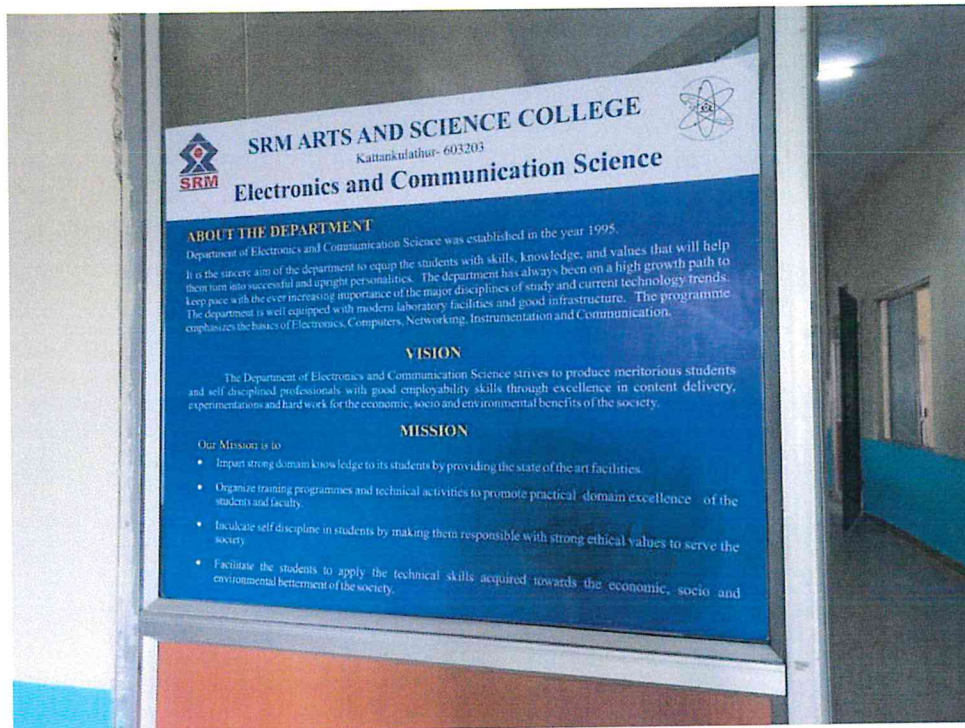 SRM ARTS AND SCIENCE COLLEGE
Kattankulathur- 603203
SRM
Electronics and Communication Science
ABOUT THE DEPARTMENT
Department of Electronics and Communication Science was established in the year 1995.
It is the sincere aim of the department to equip the students with skills, knowledge, and values that will help
them turn into successful and upright personalities. The department has always been on a high growth path to
keep pace with the ever increasing importance of the major disciplines of study and current technology trends.
The department is well equipped with modern laboratory facilities and good infrastructure. The programme
emphasizes the basics of Electronics, Computers, Networking, Instrumentation and Communication.
VISION
The Department of Electronics and Communication Science strives to produce meritorious students
and self disciplined professionals with good employability skills through excellence in content delivery,
experimentations and hard work for the economic, socio and environmental benefits of the society.
MISSION
Our Mission is to
• Impart strong domain knowledge to its students by providing the state of the art facilities.
• Organize training programmes and technical activities to promote practical domain excellence of the
students and faculty.
• Inculcate self discipline in students by making them responsible with strong ethical values to serve the
society.
• Facilitate the students to apply the technical skills acquired towards the economic, socio and
environmental betterment of the society.